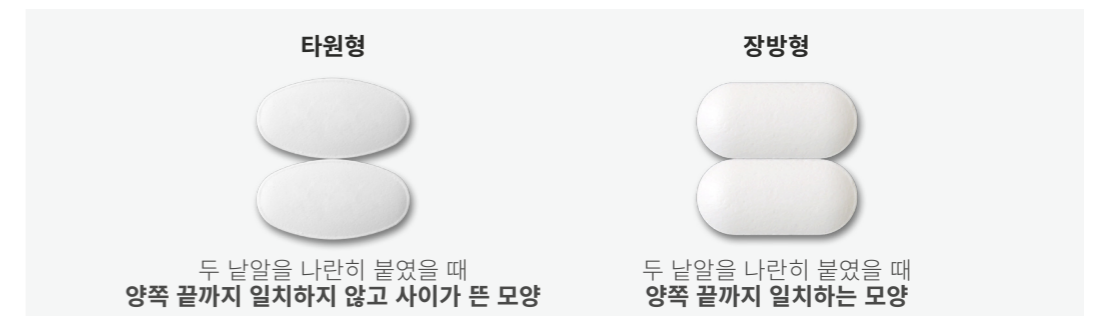 타원형
두 낱알을 나란히 붙였을 때
양쪽 끝까지 일치하지 않고 사이가 뜬 모양
장방형
두 낱알을 나란히 붙였을 때
양쪽 끝까지 일치하는 모양